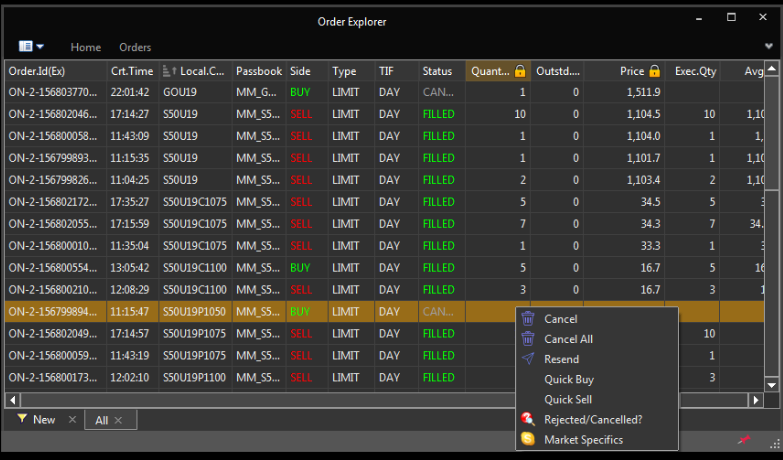 Order Explorer
Home Orders
Order.Id(Ex) Crt.Time Local.C... Passbook Side Type TIF Status Quant... Outstd.... Price Exec.Qty Avg
ON-2-156803770... 22:01:42 GOU19 MM_G... BUY LIMIT DAY CAN... 1 0 1,511.9
ON-2-156802046... 17:14:27 S50U19 MM_S5... SELL LIMIT DAY FILLED 10 0 1,104.5 10 1,10
ON-2-156800058... 11:43:09 S50U19 MM_S5... SELL LIMIT DAY FILLED 1 0 1,104.0 1 1,
ON-2-156799893... 11:15:35 S50U19 MM_S5... SELL LIMIT DAY FILLED 1 0 1,101.7 1 1,10
ON-2-156799826... 11:04:25 S50U19 MM_S5... SELL LIMIT DAY FILLED 2 0 1,103.4 2 1,10
ON-2-156802172... 17:35:27 S50U19C1075 MM_S5... SELL LIMIT DAY FILLED 5 0 34.5 5 3
ON-2-156802055... 17:15:59 S50U19C1075 MM_S5... SELL LIMIT DAY FILLED 7 0 34.3 7 34.
ON-2-156800010... 11:35:04 S50U19C1075 MM_S5... SELL LIMIT DAY FILLED 1 0 33.3 1 3
ON-2-156800554... 13:05:42 S50U19C1100 MM_S5... BUY LIMIT DAY FILLED 5 0 16.7 5 16
ON-2-156800210... 12:08:29 S50U19C1100 MM_S5... SELL LIMIT DAY FILLED 3 0 16.7 3 1
ON-2-156799894... 11:15:47 S50U19P1050 MM_S5... BUY LIMIT DAY CAN...
ON-2-156802049... 17:14:57 S50U19P1075 MM_S5... SELL LIMIT DAY FILLED 10
ON-2-156800059... 11:43:19 S50U19P1075 MM_S5... SELL LIMIT DAY FILLED 1
ON-2-156800173... 12:02:10 S50U19P1100 MM_S5... SELL LIMIT DAY FILLED 3
Cancel
Cancel All
Resend
Quick Buy
Quick Sell
Rejected/Cancelled?
Market Specifics
New All